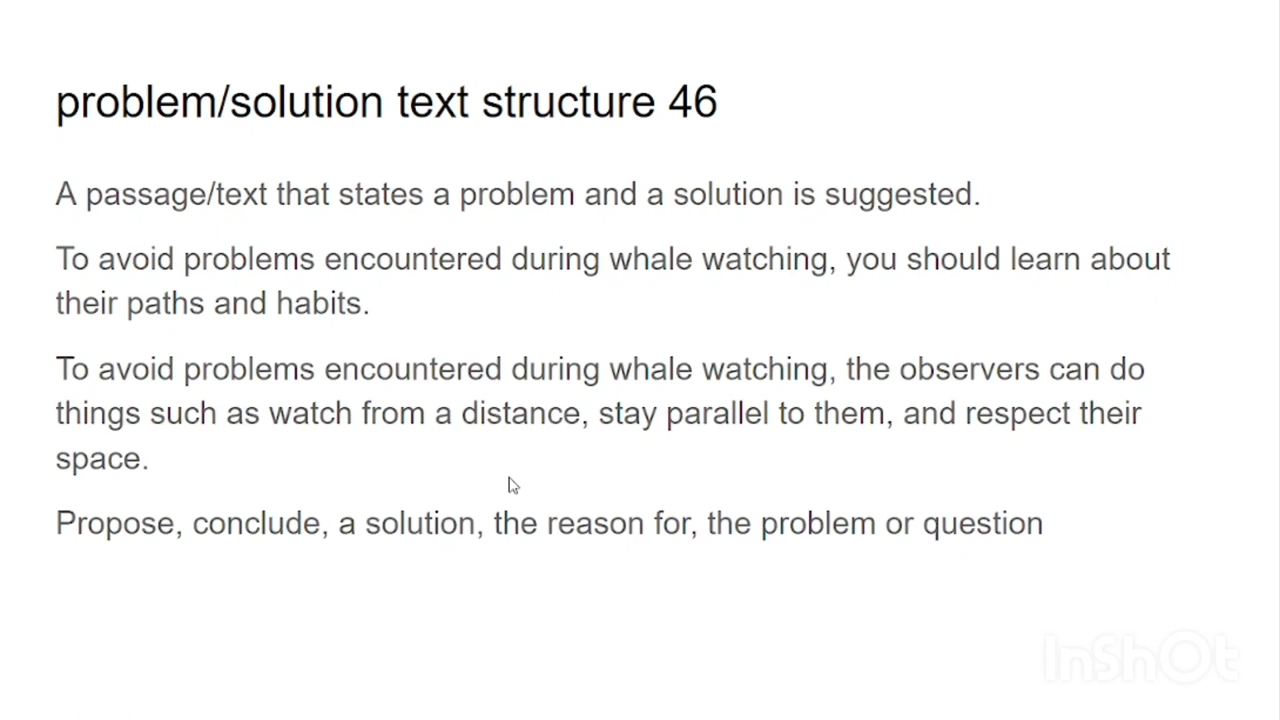 problem/solution text structure 46
A passage/text that states a problem and a solution is suggested.
To avoid problems encountered during whale watching, you should learn about
their paths and habits.
To avoid problems encountered during whale watching, the observers can do
things such as watch from a distance, stay parallel to them, and respect their
space.
Propose, conclude, a solution, the reason for, the problem or question
InShOt